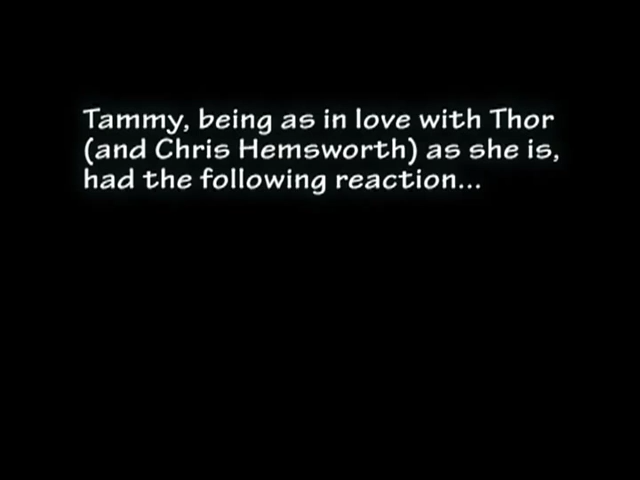 Tammy, being as in love with Thor
(and Chris Hemsworth) as she is,
had the following reaction...